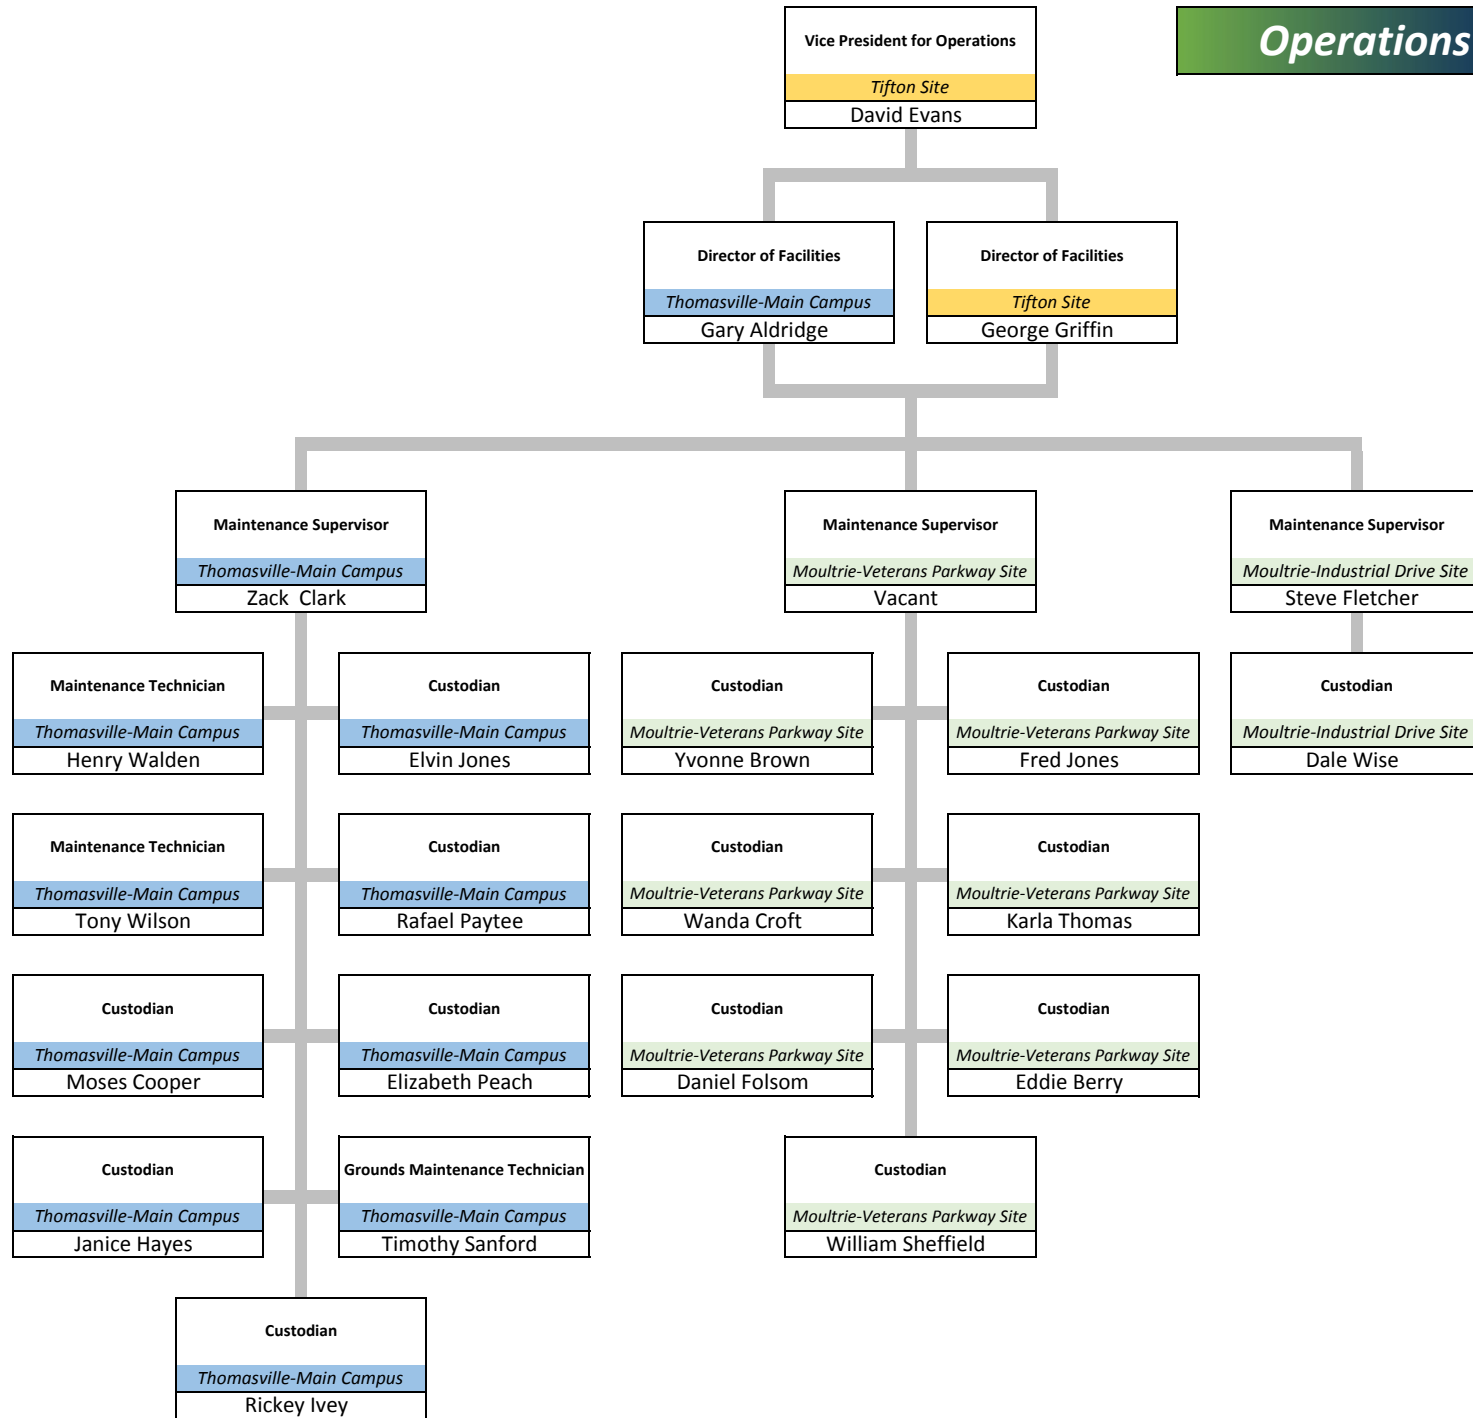 Operations
Vice President for Operations
Tifton Site
David Evans
Director of Facilities
Thomasville-Main Campus
Gary Aldridge
Director of Facilities
Tifton Site
George Griffin
Maintenance Supervisor
Thomasville-Main Campus
Zack  Clark
Maintenance Supervisor
Moultrie-Veterans Parkway Site
Vacant
Maintenance Supervisor
Moultrie-Industrial Drive Site
Steve Fletcher
Maintenance Technician
Thomasville-Main Campus
Henry Walden
Custodian
Thomasville-Main Campus
Elvin Jones
Custodian
Moultrie-Veterans Parkway Site
Yvonne Brown
Custodian
Moultrie-Veterans Parkway Site
Fred Jones
Custodian
Moultrie-Industrial Drive Site
Dale Wise
Maintenance Technician
Thomasville-Main Campus
Tony Wilson
Custodian
Thomasville-Main Campus
Rafael Paytee
Custodian
Moultrie-Veterans Parkway Site
Wanda Croft
Custodian
Moultrie-Veterans Parkway Site
Karla Thomas
Custodian
Thomasville-Main Campus
Moses Cooper
Custodian
Thomasville-Main Campus
Elizabeth Peach
Custodian
Moultrie-Veterans Parkway Site
Daniel Folsom
Custodian
Moultrie-Veterans Parkway Site
Eddie Berry
Custodian
Thomasville-Main Campus
Janice Hayes
Grounds Maintenance Technician
Thomasville-Main Campus
Timothy Sanford
Custodian
Moultrie-Veterans Parkway Site
William Sheffield
Custodian
Thomasville-Main Campus
Rickey Ivey